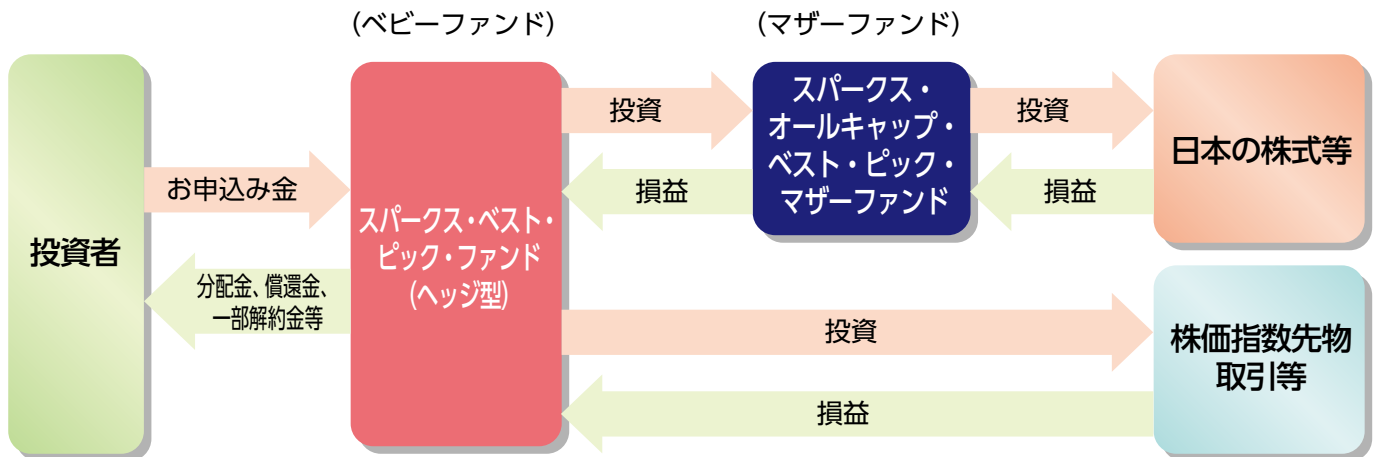 (ベビーファンド)
(マザーファンド)
投資者
お申込み金
分配金、償還金、
一部解約金等
スパークス・ベスト・
ピック・ファンド
(ヘッジ型)
投資
損益
スパークス・
オールキャップ・
ベスト・ピック・
マザーファンド
投資
損益
日本の株式等
投資
損益
株価指数先物
取引等